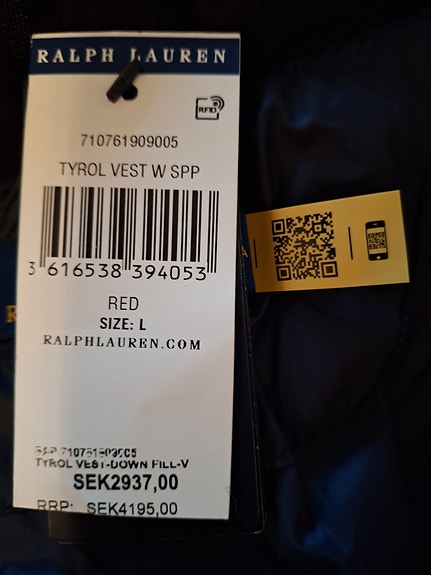 RALPH LAUREN
RFID
710761909005
TYROL VEST W SPP
3 616538 394053
RED
SIZE: L
RALPHLAUREN.COM
TYROL VEST-DOWN FILL-V
SEK2937,00
RRP: SEK4195,00